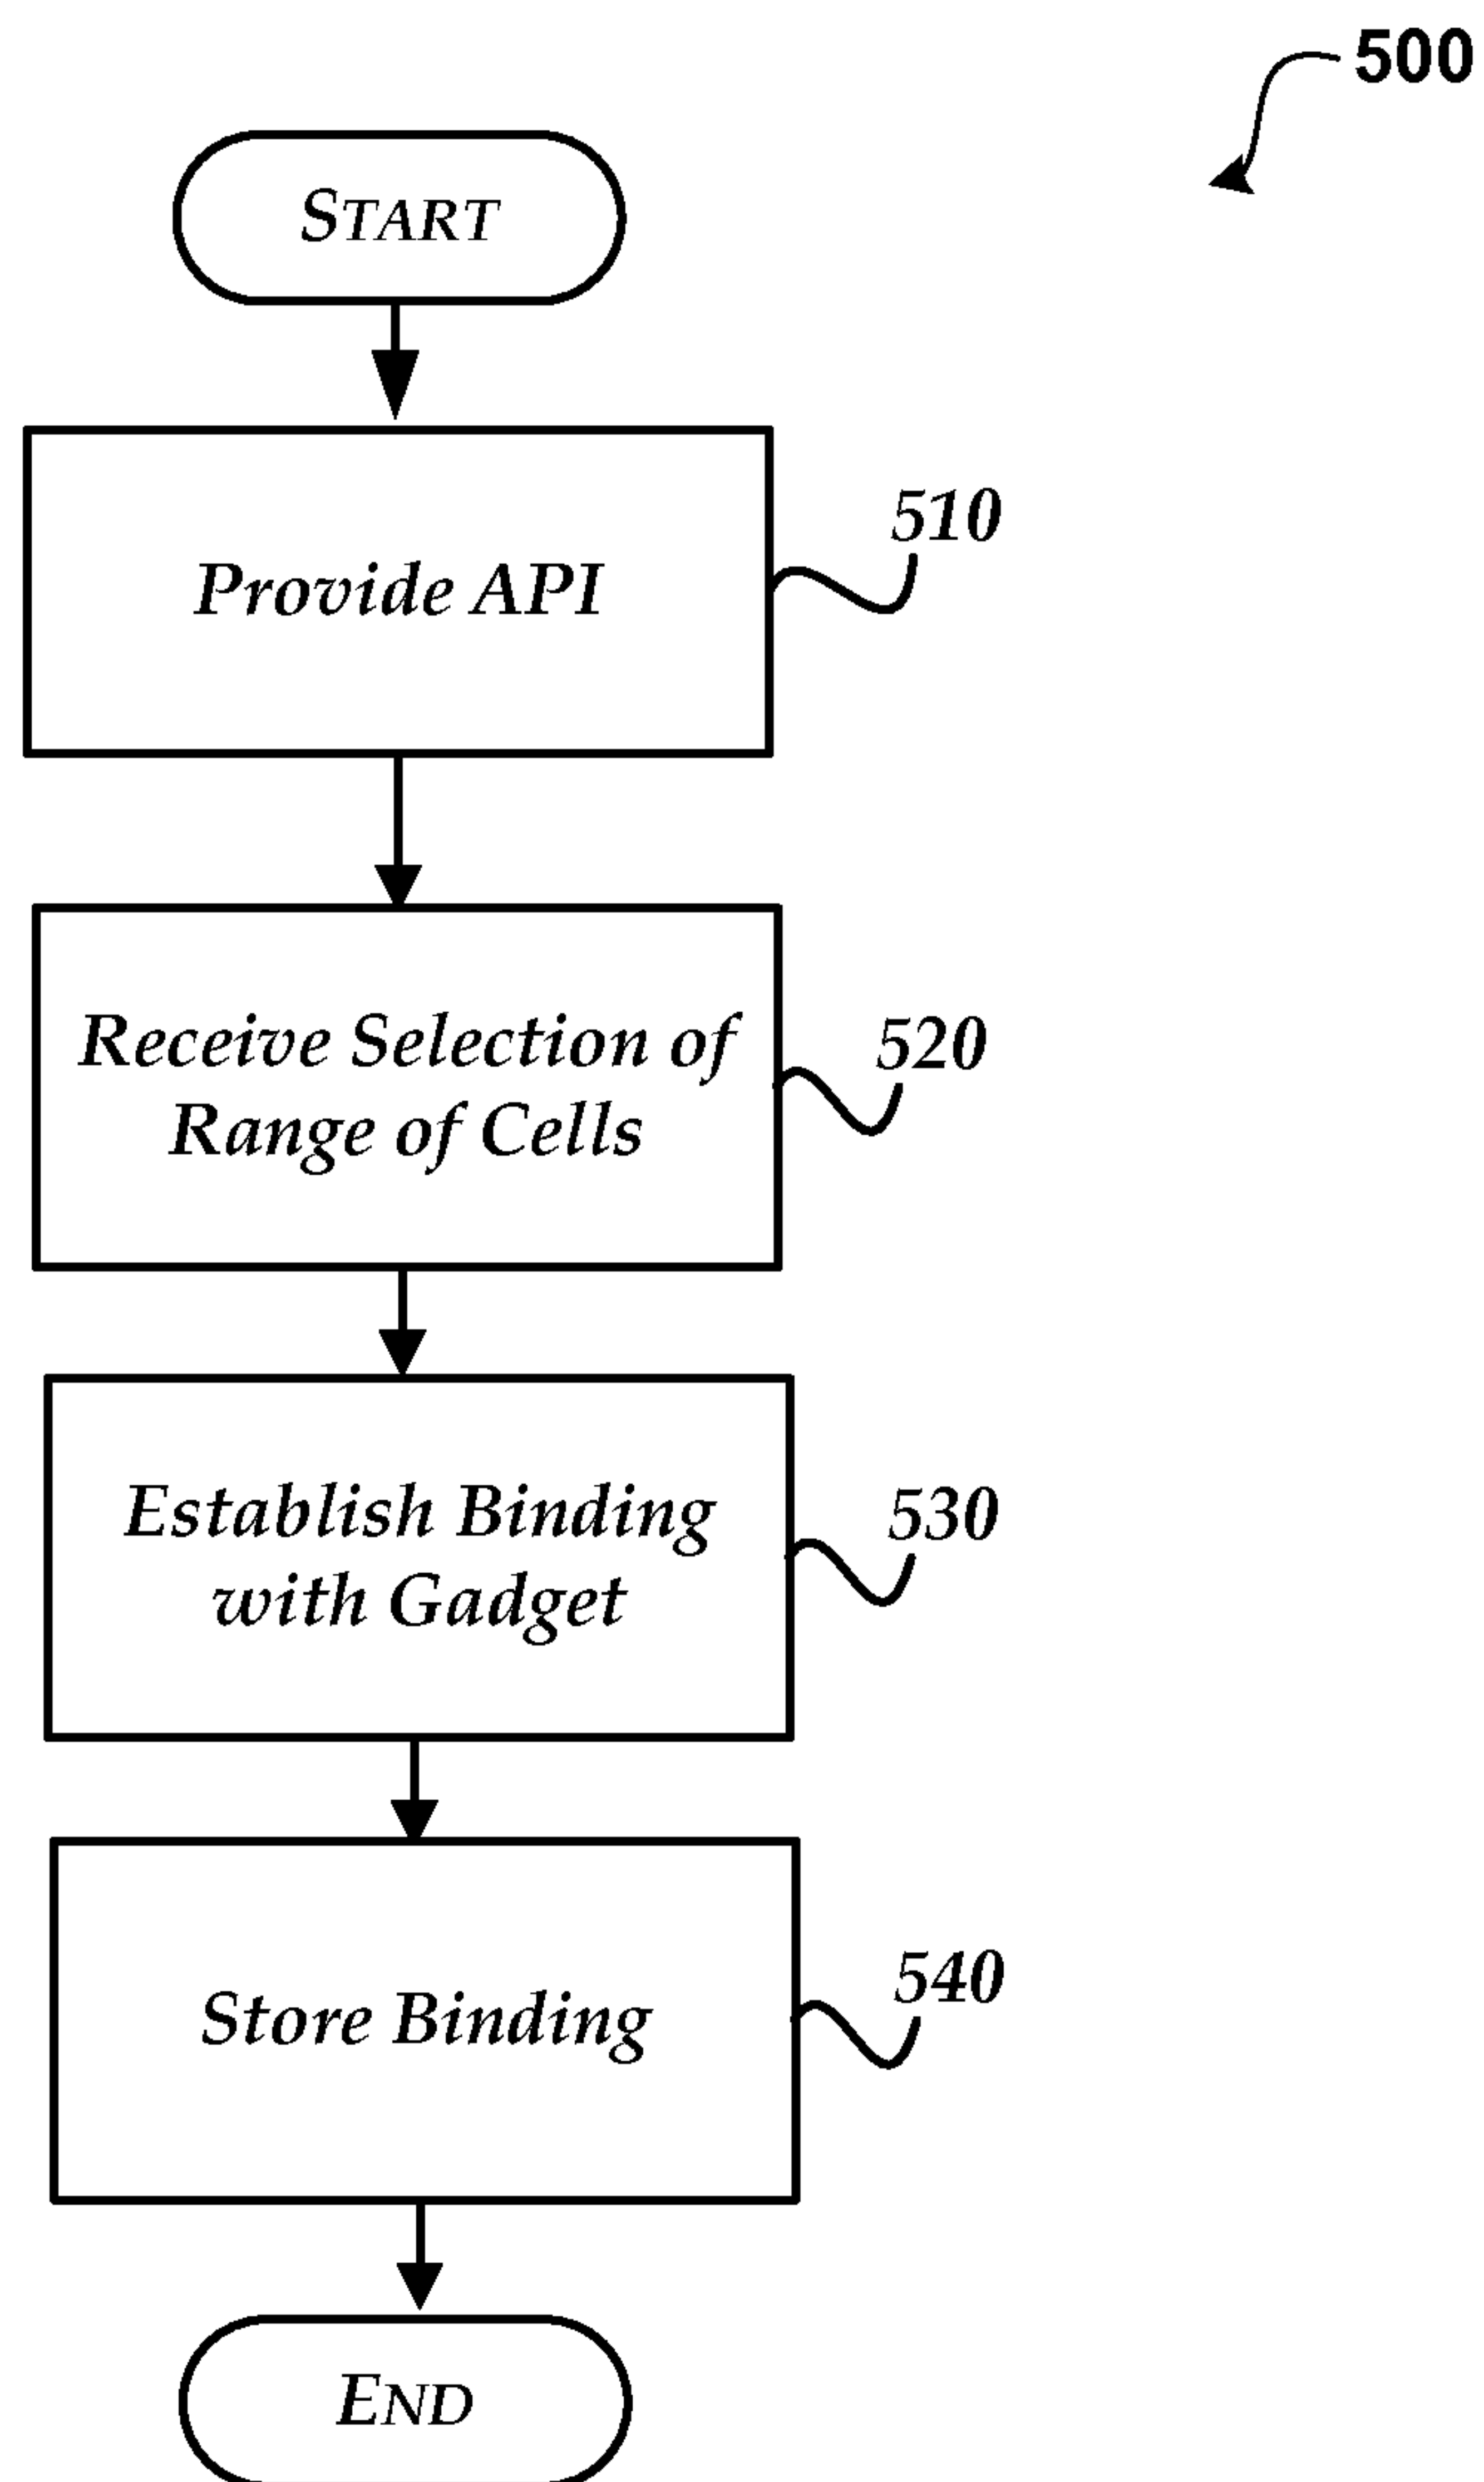 500
START
Provide API
510
Receive Selection of
Range of Cells
520
Establish Binding
with Gadget
530
Store Binding
540
END